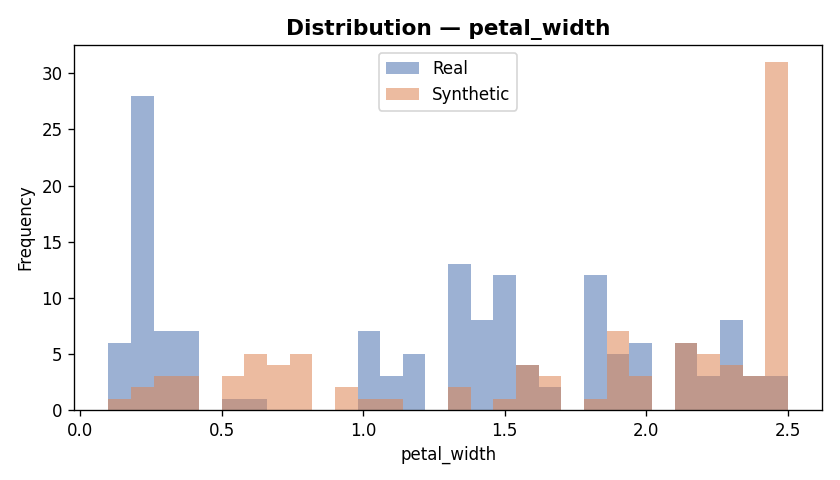 Distribution — petal_width
Real
Synthetic
Frequency
30
25
20
15
10
5
0
0.0 0.5 1.0 1.5 2.0 2.5
petal_width